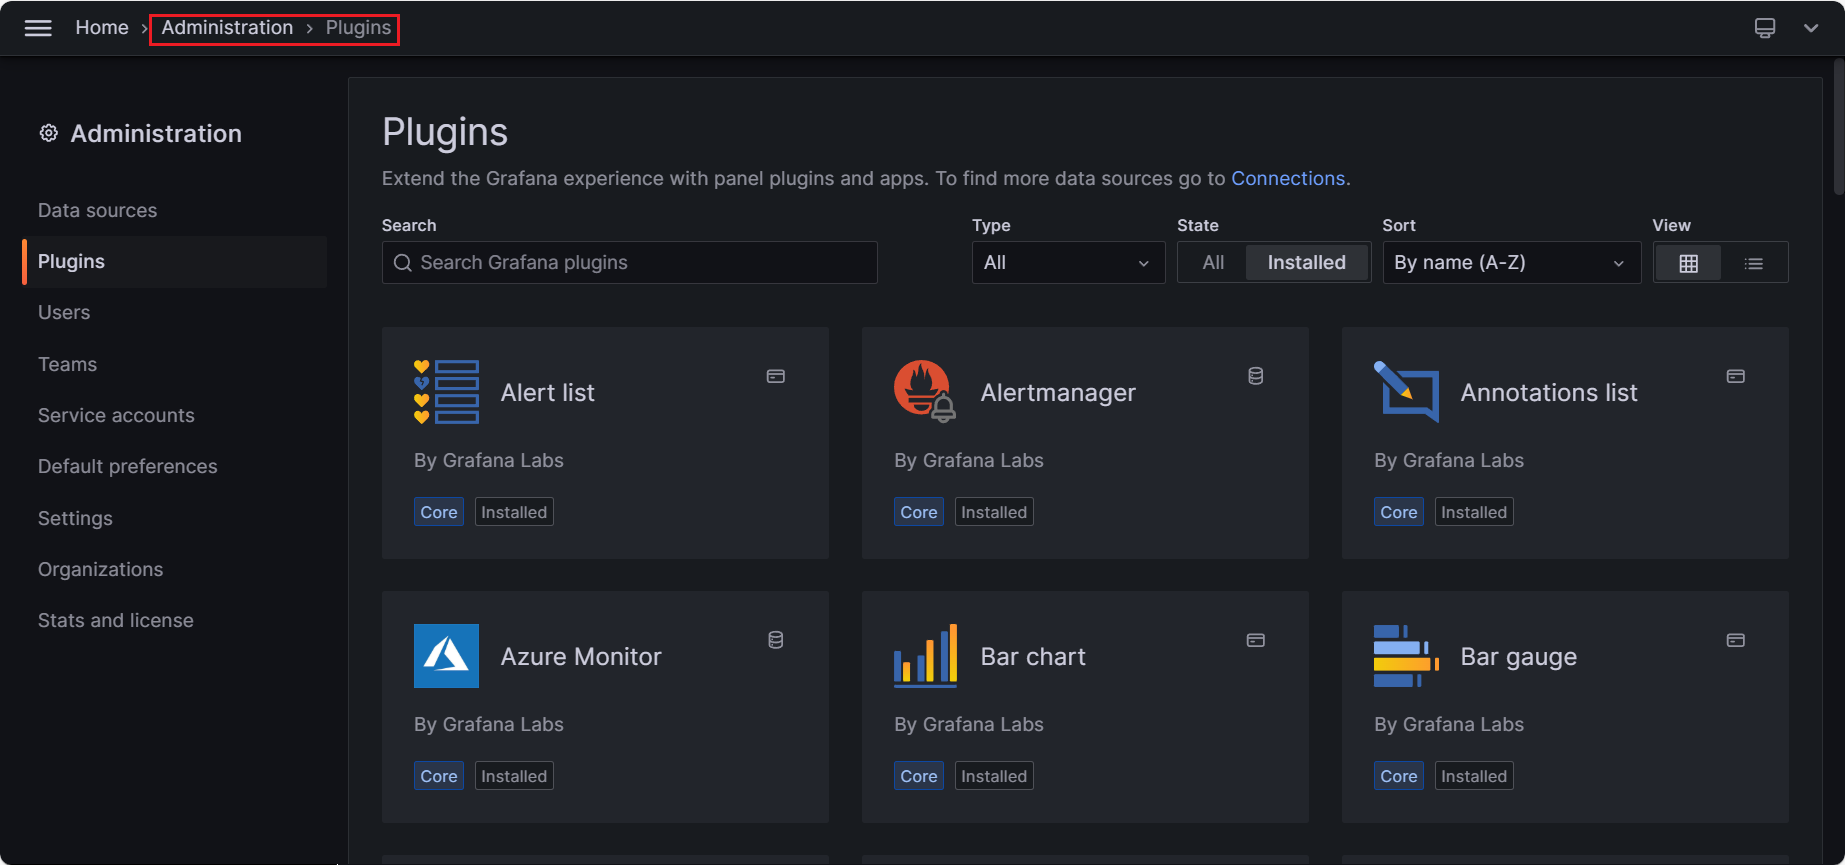 Home › Administration › Plugins
Administration
Data sources
Plugins
Users
Teams
Service accounts
Default preferences
Settings
Organizations
Stats and license
Plugins
Extend the Grafana experience with panel plugins and apps. To find more data sources go to Connections.
Search
Search Grafana plugins
Type
All
State
All Installed
Sort
By name (A-Z)
View
Alert list
By Grafana Labs
Core Installed
Alertmanager
By Grafana Labs
Core Installed
Annotations list
By Grafana Labs
Core Installed
Azure Monitor
By Grafana Labs
Core Installed
Bar chart
By Grafana Labs
Core Installed
Bar gauge
By Grafana Labs
Core Installed